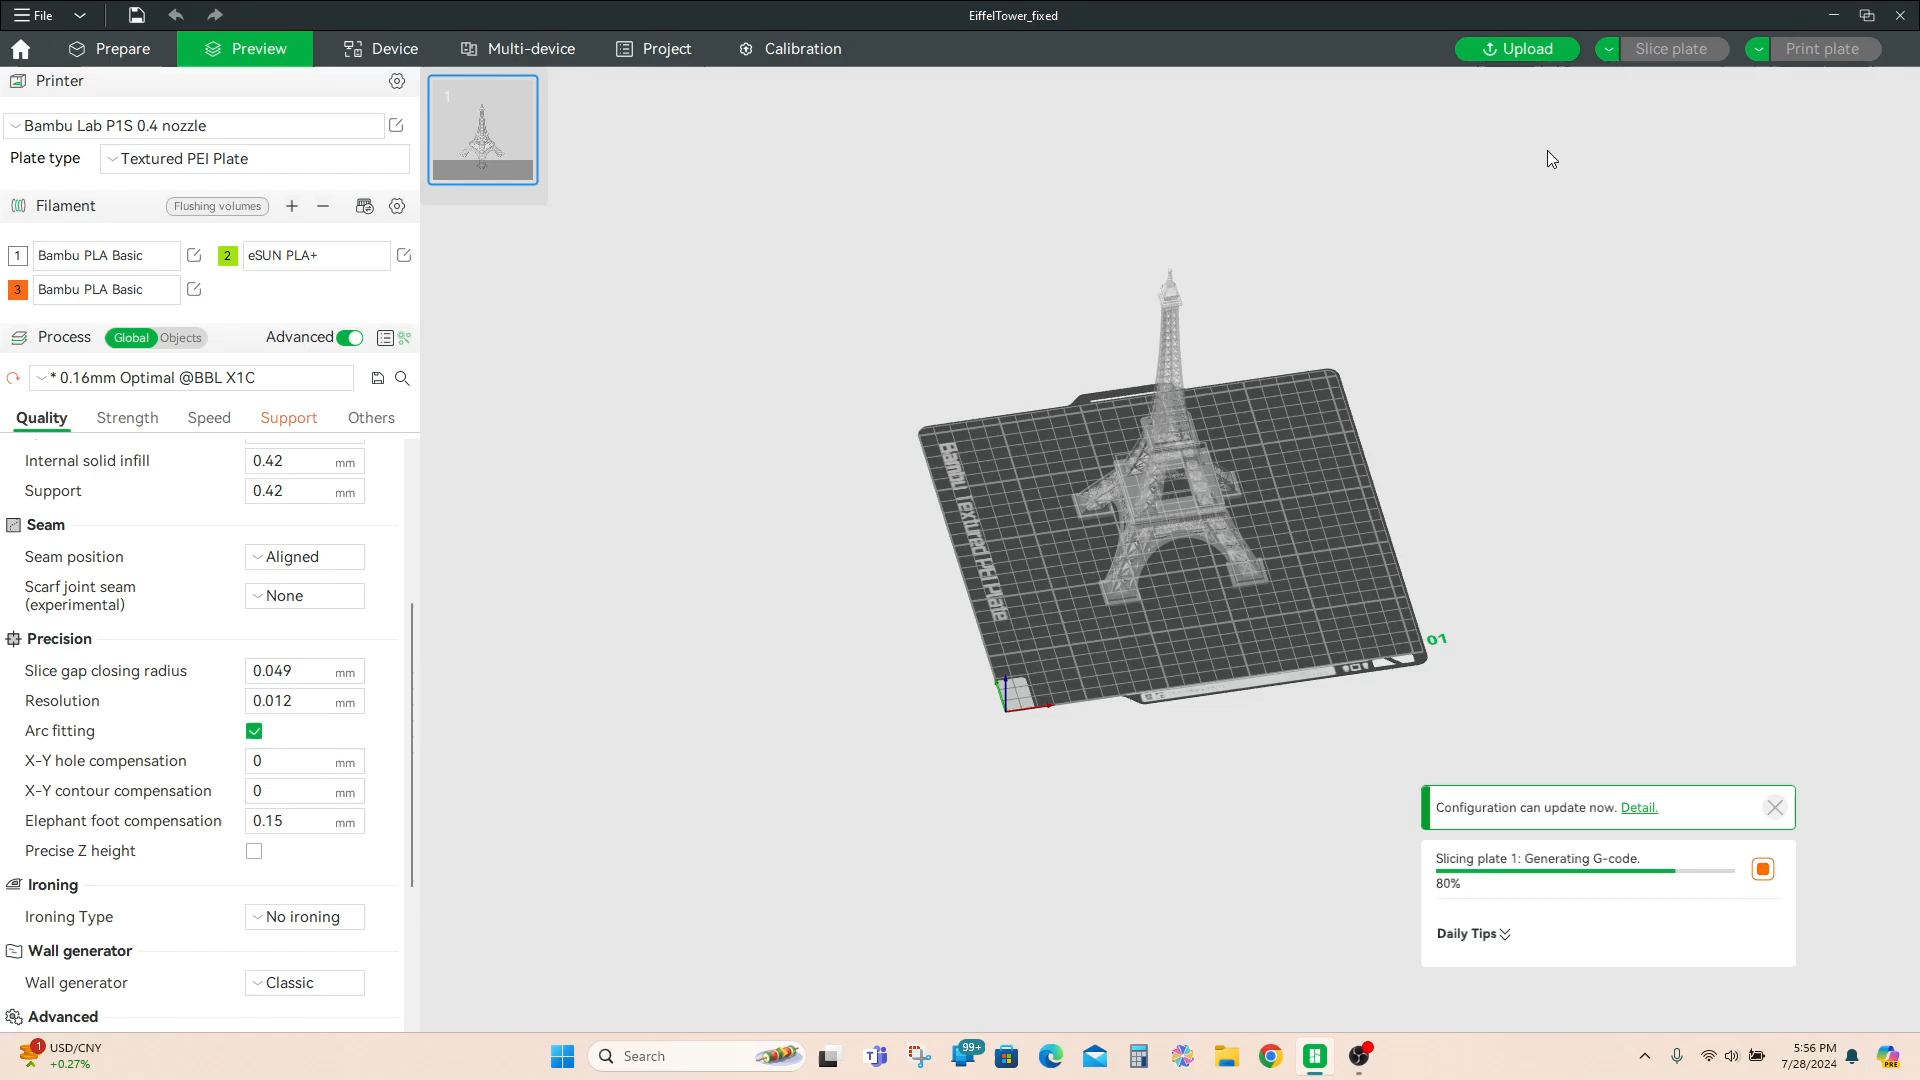 File
EiffelTower_fixed
Prepare
Preview
Device
Multi-device
Project
Calibration
Upload
Slice plate
Print plate
Printer
Bambu Lab P1S 0.4 nozzle
Plate type
Textured PEI Plate
Filament
Flushing volumes
1 Bambu PLA Basic
2 eSUN PLA+
3 Bambu PLA Basic
Process
Global
Objects
Advanced
* 0.16mm Optimal @BBL X1C
Quality
Strength
Speed
Support
Others
Internal solid infill 0.42 mm
Support 0.42 mm
Seam
Seam position Aligned
Scarf joint seam
(experimental)
None
Precision
Slice gap closing radius 0.049 mm
Resolution 0.012 mm
Arc fitting
X-Y hole compensation 0 mm
X-Y contour compensation 0 mm
Elephant foot compensation 0.15 mm
Precise Z height
Ironing
Ironing Type No ironing
Wall generator
Wall generator Classic
Advanced
1
Bambu Textured PEI Plate
01
Configuration can update now. Detail.
Slicing plate 1: Generating G-code.
80%
Daily Tips
1
USD/CNY
+0.27%
Search
99+
5:56 PM
7/28/2024
PRE